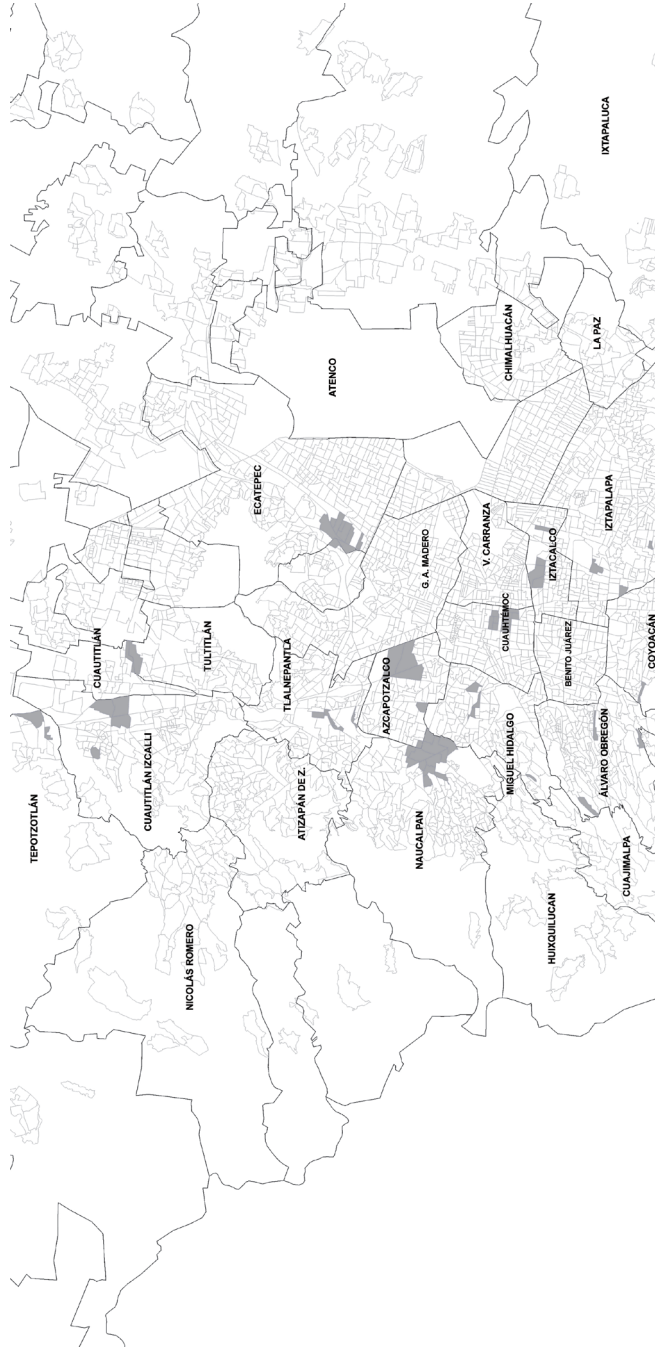 TEPOTZOTLÁN
CUAUTITLÁN
CUAUTITLÁN IZCALLI
TULTITLÁN
NICOLÁS ROMERO
ECATEPEC
TLALNEPANTLA
ATIZAPÁN DE Z.
ATENCO
AZCAPOTZALCO
NAUCALPAN
G. A. MADERO
V. CARRANZA
CUAUHTÉMOC
MIGUEL HIDALGO
CHIMALHUACÁN
IZTACALCO
BENITO JUÁREZ
HUIXQUILUCAN
LA PAZ
IXTAPALUCA
IZTAPALAPA
ÁLVARO OBREGÓN
CUAJIMALPA
COYOACÁN